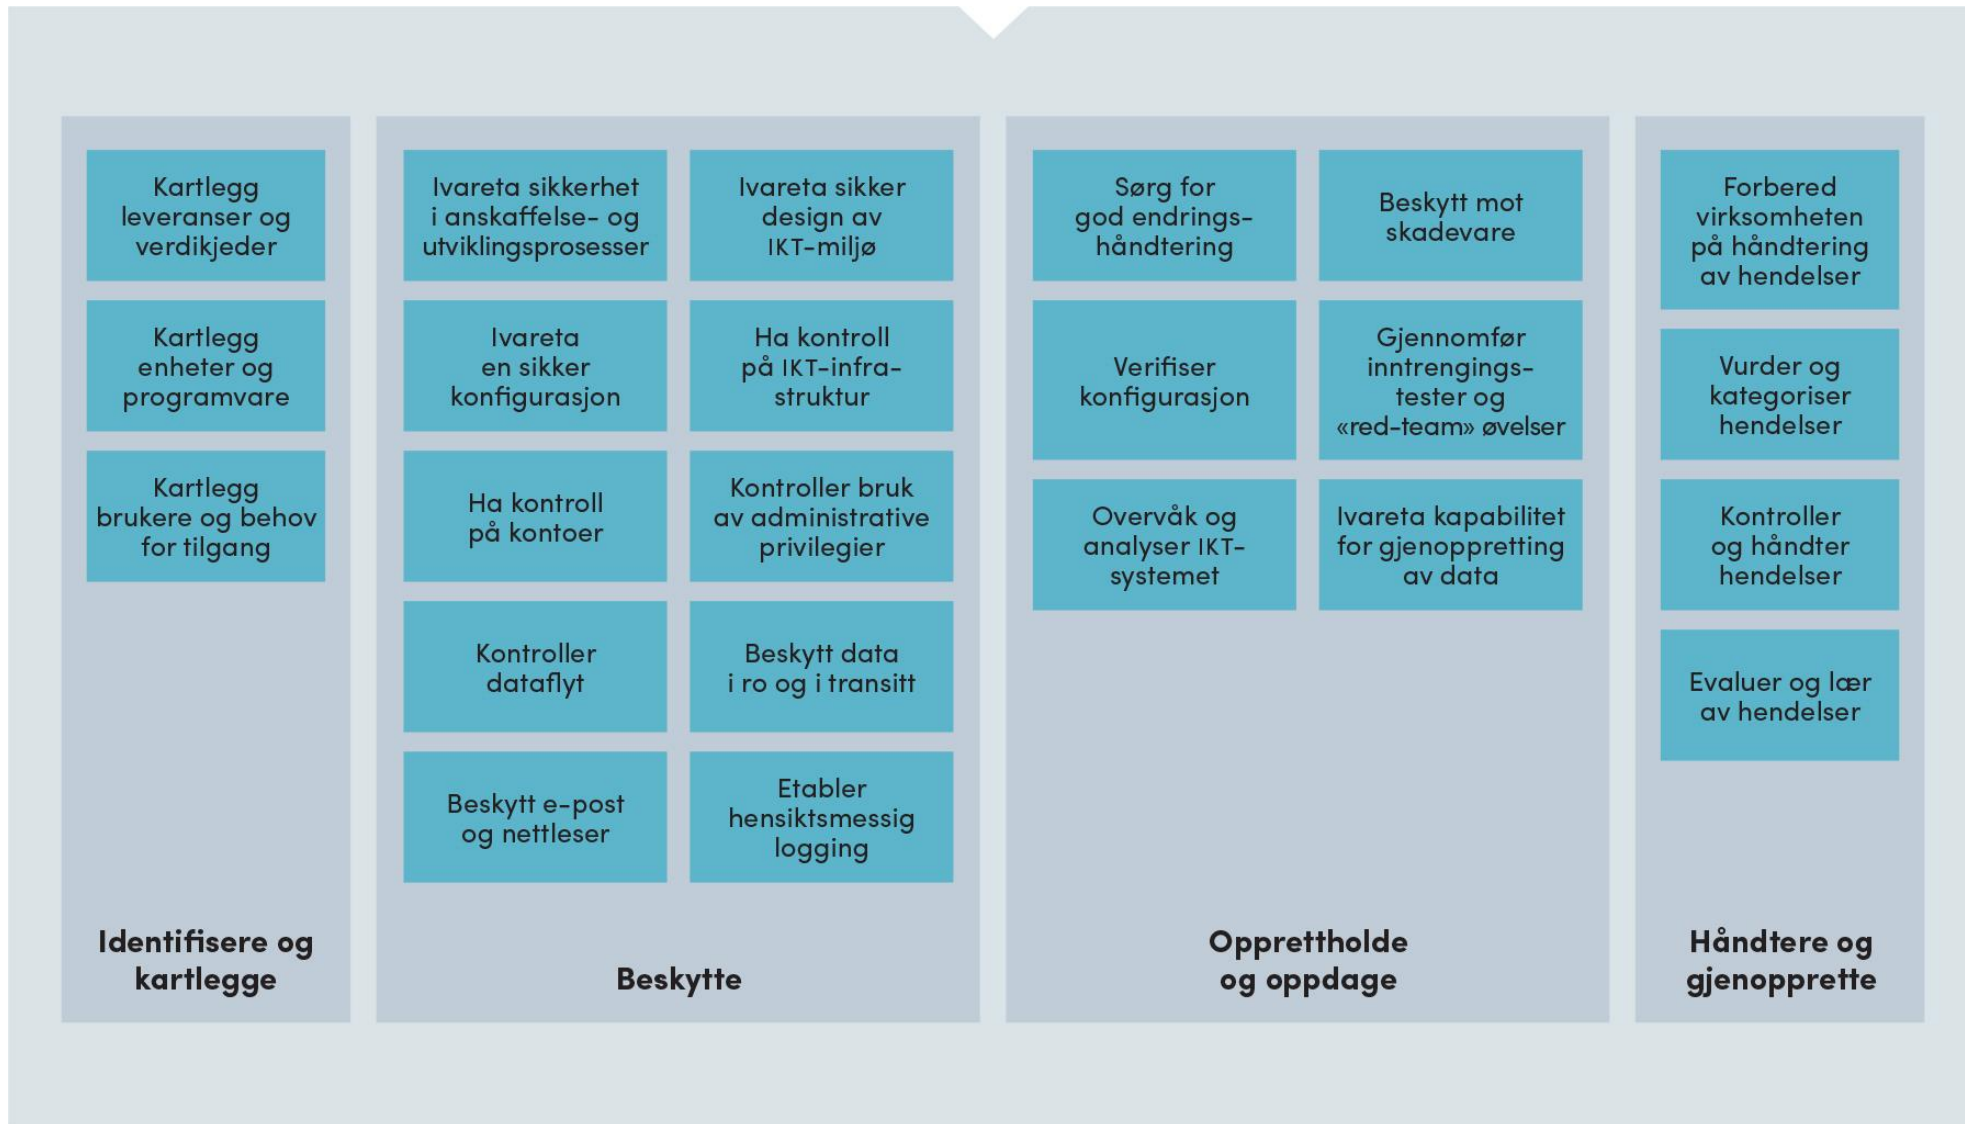 Kartlegg
leveranser og
verdikjeder
Kartlegg
enheter og
programvare
Kartlegg
brukere og behov
for tilgang
Identifisere og
kartlegge
Ivareta sikkerhet
i anskaffelse- og
utviklingsprosesser
Ivareta sikker
design av
IKT-miljø
Ivareta
en sikker
konfigurasjon
Ha kontroll
på IKT-infra-
struktur
Ha kontroll
på kontoer
Kontroller bruk
av administrative
privilegier
Kontroller
dataflyt
Beskytt data
i ro og i transitt
Beskytt e-post
og nettleser
Etabler
hensiktsmessig
logging
Beskytte
Sørg for
god endrings-
håndtering
Beskytt mot
skadevare
Verifiser
konfigurasjon
Gjennomfør
inntrengings-
tester og
«red-team» øvelser
Overvåk og
analyser IKT-
systemet
Ivareta kapabilitet
for gjenoppretting
av data
Opprettholde
og oppdage
Forbered
virksomheten
på håndtering
av hendelser
Vurder og
kategoriser
hendelser
Kontroller
og håndter
hendelser
Evaluer og lær
av hendelser
Håndtere og
gjenopprette